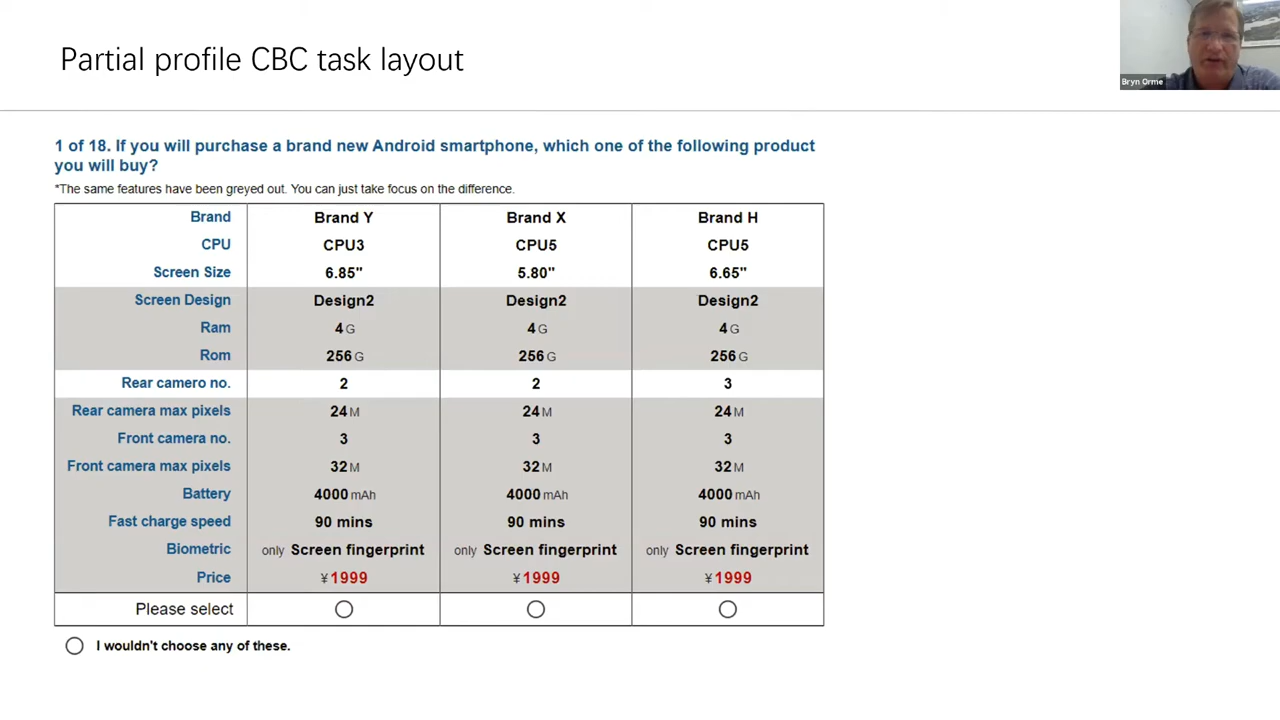 Partial profile CBC task layout
Bryn Orme
1 of 18. If you will purchase a brand new Android smartphone, which one of the following product
you will buy?
*The same features have been greyed out. You can just take focus on the difference.
Brand Brand Y Brand X Brand H
CPU CPU3 CPU5 CPU5
Screen Size 6.85" 5.80" 6.65"
Screen Design Design2 Design2 Design2
Ram 4G 4G 4G
Rom 256G 256G 256G
Rear camero no. 2 2 3
Rear camera max pixels 24M 24M 24M
Front camera no. 3 3 3
Front camera max pixels 32M 32M 32M
Battery 4000 mAh 4000 mAh 4000 mAh
Fast charge speed 90 mins 90 mins 90 mins
Biometric only Screen fingerprint only Screen fingerprint only Screen fingerprint
Price ¥1999 ¥1999 ¥1999
Please select
I wouldn't choose any of these.